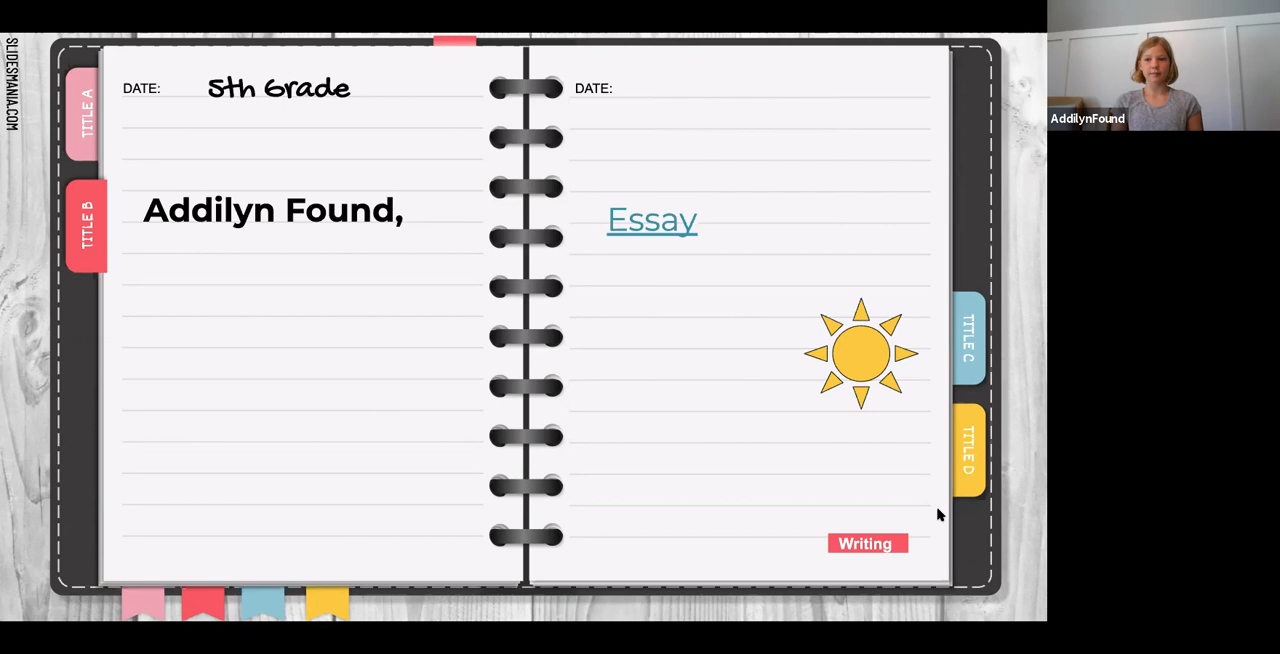 SLIDESMANIA.COM
TITLE A
TITLE B
DATE:
5th Grade
Addilyn Found,
DATE:
Essay
Writing
TITLE C
TITLE D
AddilynFound